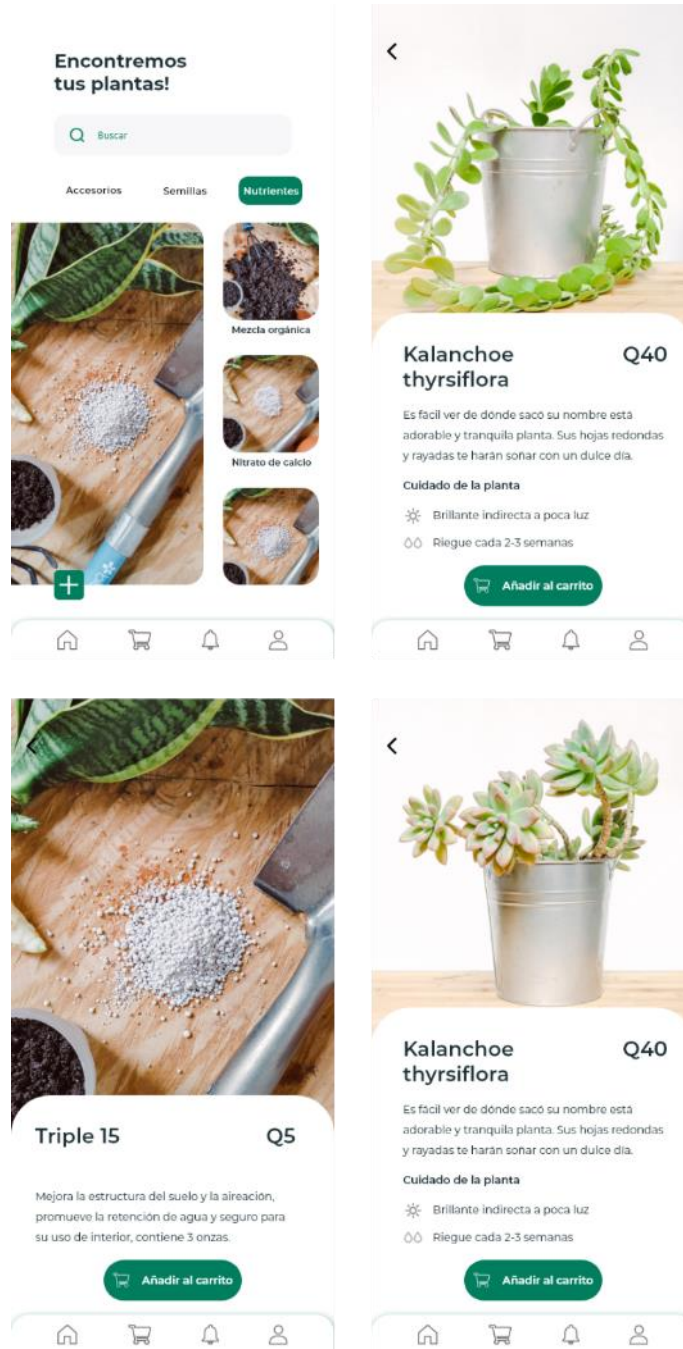 Encontremos
tus plantas!
Buscar
Accesorios
Semillas
Nutrientes
Mezcla orgánica
Nitrato de calcio
Kalanchoe
thyrsiflora
Q40
Es fácil ver de dónde sacó su nombre está
adorable y tranquila planta. Sus hojas redondas
y rayadas te harán soñar con un dulce día.
Cuidado de la planta
Brillante indirecta a poca luz
Riegue cada 2-3 semanas
Añadir al carrito
Triple 15
Q5
Mejora la estructura del suelo y la aireación,
promueve la retención de agua y seguro para
su uso de interior, contiene 3 onzas.
Añadir al carrito
Kalanchoe
thyrsiflora
Q40
Es fácil ver de dónde sacó su nombre está
adorable y tranquila planta. Sus hojas redondas
y rayadas te harán soñar con un dulce día.
Cuidado de la planta
Brillante indirecta a poca luz
Riegue cada 2-3 semanas
Añadir al carrito